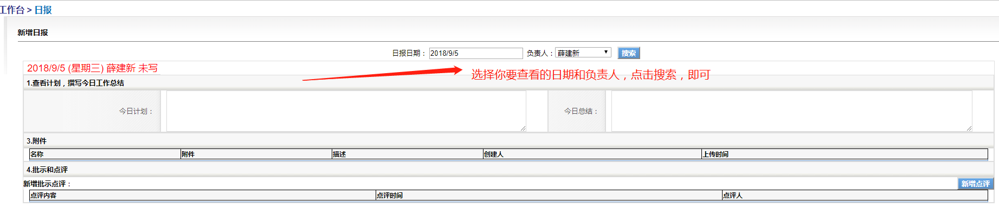 工作台 > 日报
新增日报
日报日期： 2018/9/5 负责人：薛建新 搜索
2018/9/5 (星期三) 薛建新 未写
选择你要查看的日期和负责人，点击搜索，即可
1.查看计划，撰写今日工作总结
今日计划： 今日总结：
3.附件
名称 附件 描述 创建人 上传时间
4.批示和点评
新增批示点评： 新增点评
点评内容 点评时间 点评人